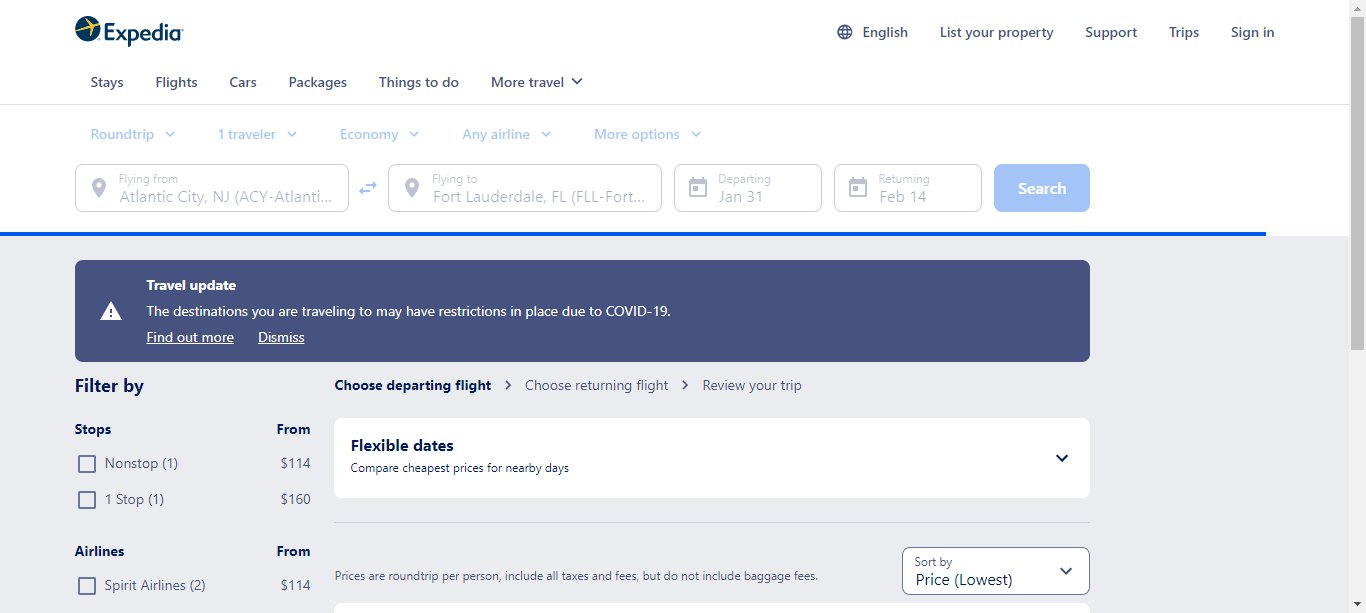 Expedia
English
List your property
Support
Trips
Sign in
Stays
Flights
Cars
Packages
Things to do
More travel
Roundtrip
1 traveler
Economy
Any airline
More options
Flying from
Atlantic City, NJ (ACY-Atlanti...
Flying to
Fort Lauderdale, FL (FLL-Fort...
Departing
Jan 31
Returning
Feb 14
Search
Travel update
The destinations you are traveling to may have restrictions in place due to COVID-19.
Find out more
Dismiss
Filter by
Stops From
Nonstop (1) $114
1 Stop (1) $160
Airlines From
Spirit Airlines (2) $114
Choose departing flight
Choose returning flight
Review your trip
Flexible dates
Compare cheapest prices for nearby days
Prices are roundtrip per person, include all taxes and fees, but do not include baggage fees.
Sort by
Price (Lowest)